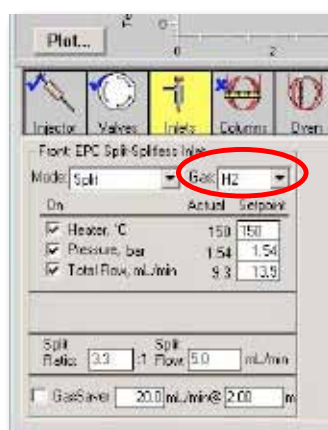 Plot...
0
0 2
Injector Valves Inlets Columns Oven
Front: EPC Split-Splitless Inlet
Mode: Split Gas: H2
On Actual Setpoint
Heater, °C 150 150
Pressure, bar 1.54 1.54
Total Flow, mL/min 9.3 13.9
Split Split
Ratio: 3.3 :1 Flow: 5.0 mL/min
Gas Saver 20.0 mL/min@ 2.00 m